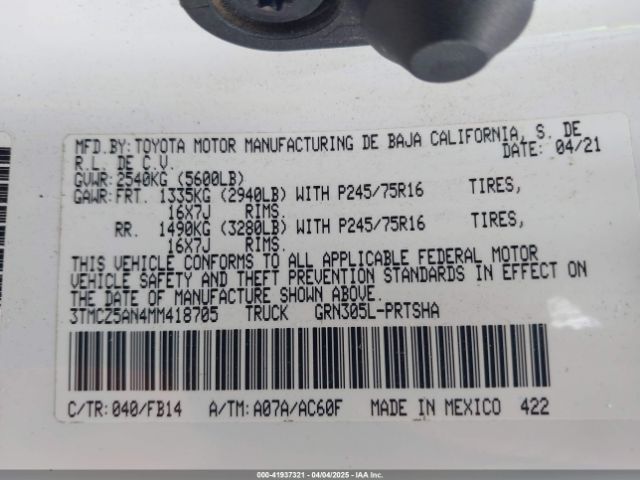 MFD.BY:TOYOTA MOTOR MANUFACTURING DE BAJA CALIFORNIA, S. DE
R.L. DE C.V. DATE: 04/21
GVWR:2540KG (5600LB)
GAWR:FRT. 1335KG (2940LB) WITH P245/75R16 TIRES,
16X7J RIMS.
RR. 1490KG (3280LB) WITH P245/75R16 TIRES,
16X7J RIMS.
THIS VEHICLE CONFORMS TO ALL APPLICABLE FEDERAL MOTOR
VEHICLE SAFETY AND THEFT PREVENTION STANDARDS IN EFFECT ON
THE DATE OF MANUFACTURE SHOWN ABOVE.
3TMCZ5AN4MM418705 TRUCK GRN305L-PRTSHA
C/TR:040/FB14 A/TM:A07A/AC60F MADE IN MEXICO 422
000-41937321 - 04/04/2025 - IAAI.COM